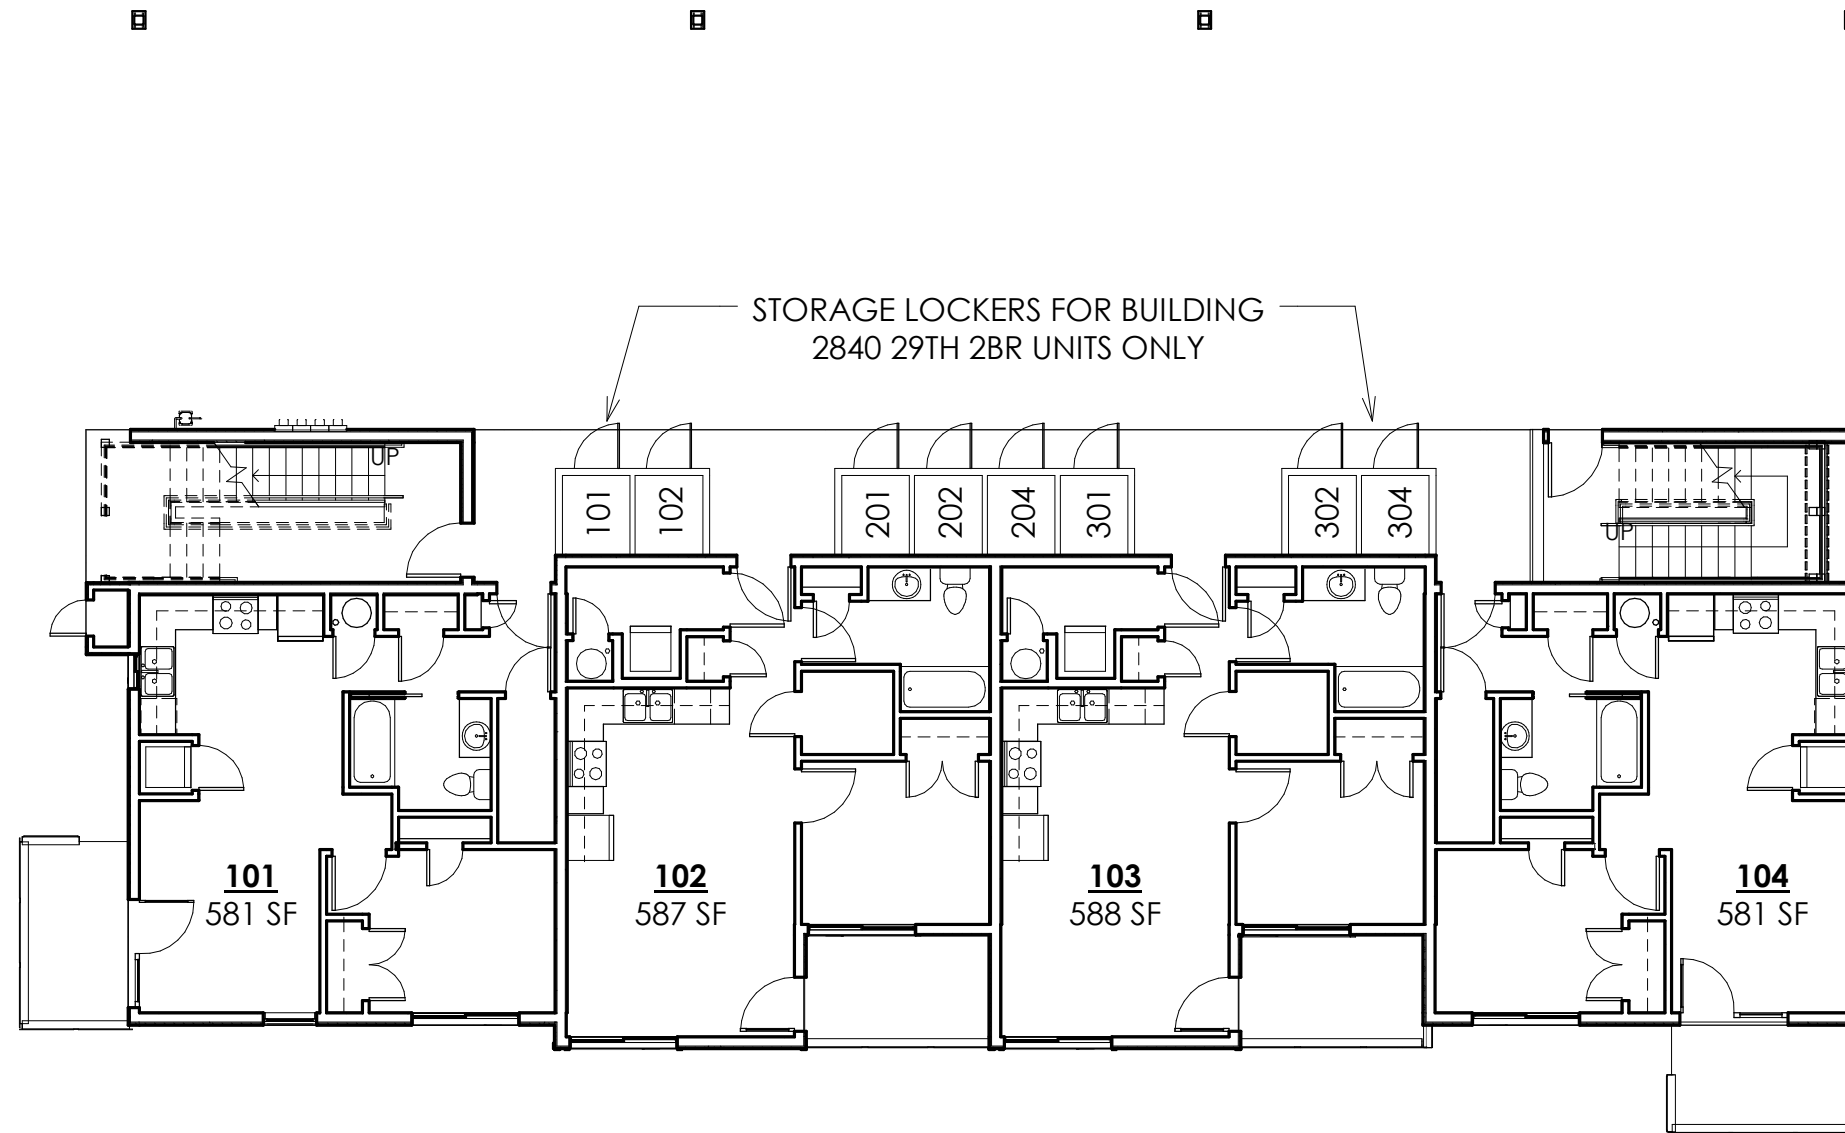 STORAGE LOCKERS FOR BUILDING
2840 29TH 2BR UNITS ONLY
UP
101
102
201
202
204
301
302
304
UP
101
581 SF
102
587 SF
103
588 SF
104
581 SF